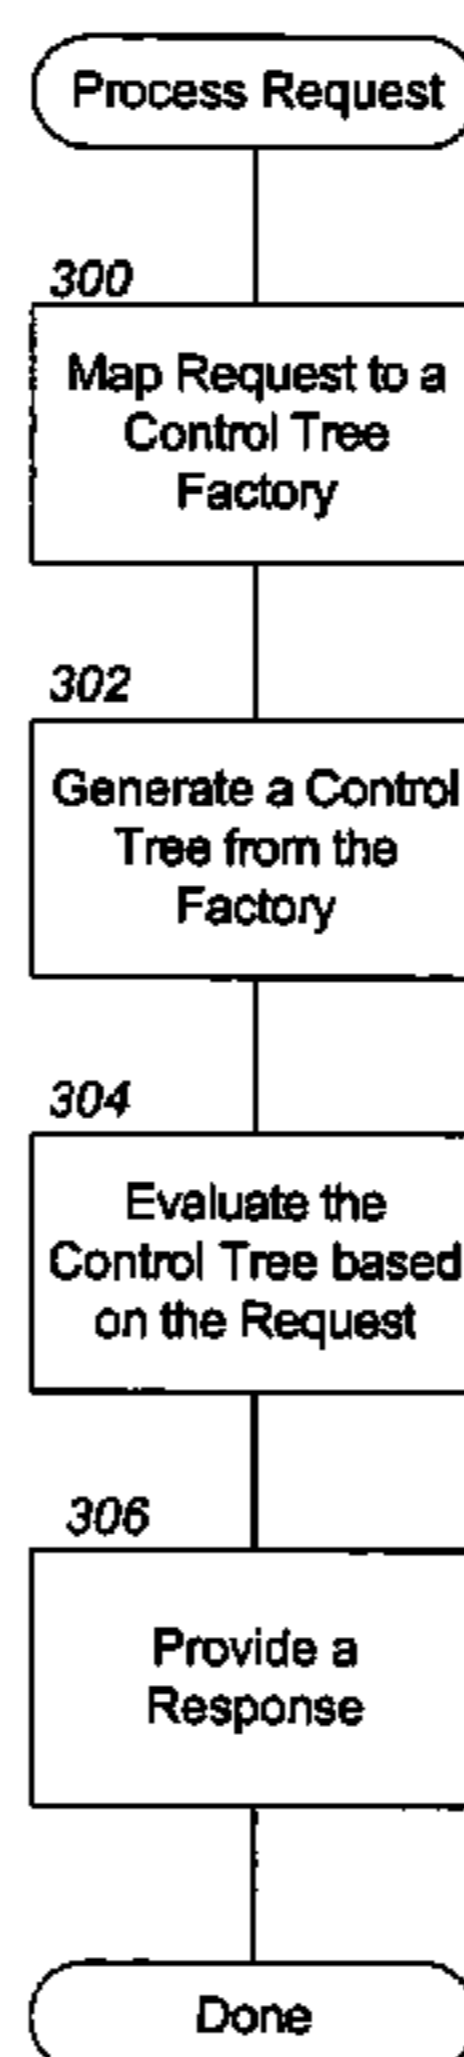 Process Request
300
Map Request to a
Control Tree
Factory
302
Generate a Control
Tree from the
Factory
304
Evaluate the
Control Tree based
on the Request
306
Provide a
Response
Done